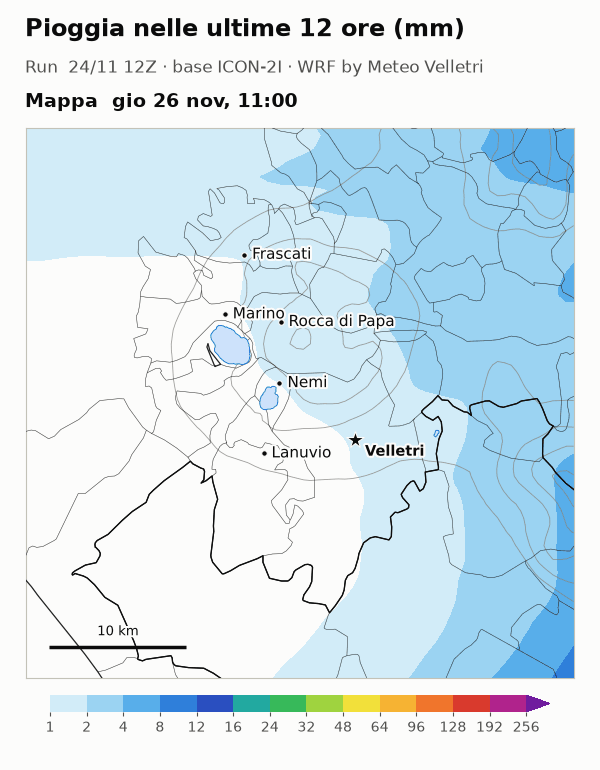 Pioggia nelle ultime 12 ore (mm)
Run  24/11 12Z · base ICON-2I · WRF by Meteo Velletri
Mappa  gio 26 nov, 11:00
Frascati
Marino
Rocca di Papa
Nemi
Velletri
Lanuvio
10 km
1 2 4 8 12 16 24 32 48 64 96 128 192 256